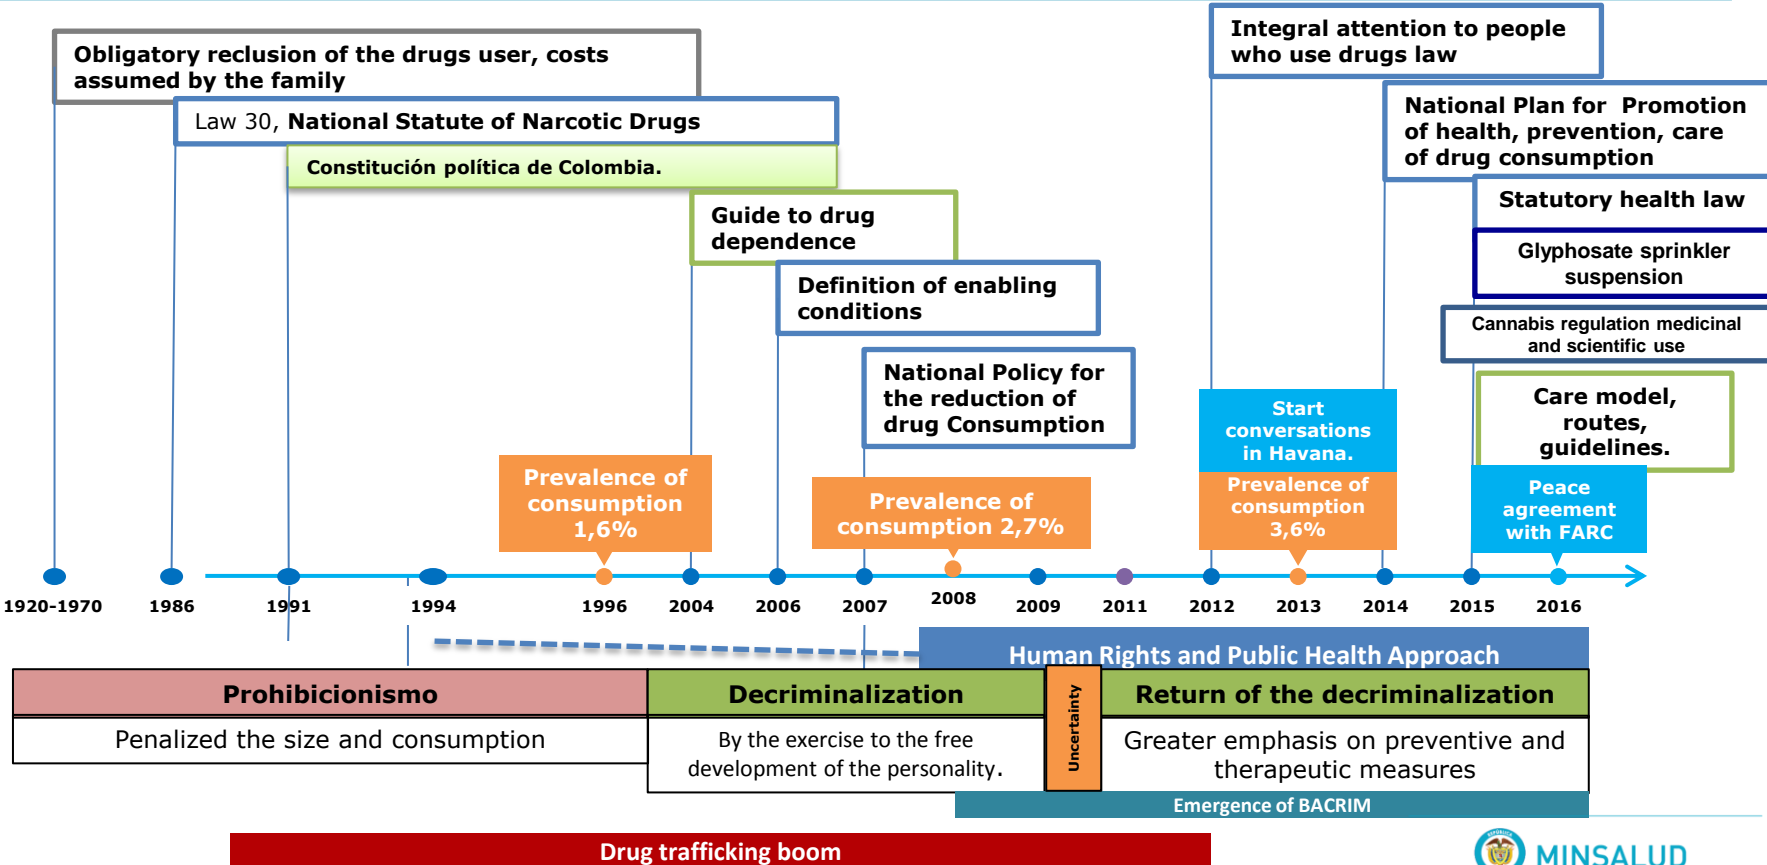 Obligatory reclusion of the drugs user, costs
assumed by the family
Law 30, National Statute of Narcotic Drugs
Constitución política de Colombia.
Guide to drug
dependence
Definition of enabling
conditions
National Policy for
the reduction of
drug Consumption
Integral attention to people
who use drugs law
National Plan for Promotion
of health, prevention, care
of drug consumption
Statutory health law
Glyphosate sprinkler
suspension
Cannabis regulation medicinal
and scientific use
Care model,
routes,
guidelines.
Prevalence of
consumption
1,6%
Prevalence of
consumption 2,7%
Start
conversations
in Havana.
Prevalence of
consumption
3,6%
Peace
agreement
with FARC
1920-1970 1986 1991 1994 1996 2004 2006 2007 2008 2009 2011 2012 2013 2014 2015 2016
Human Rights and Public Health Approach
Prohibicionismo
Penalized the size and consumption
Decriminalization
By the exercise to the free
development of the personality.
Uncertainty
Return of the decriminalization
Greater emphasis on preventive and
therapeutic measures
Emergence of BACRIM
Drug trafficking boom
MINSALUD